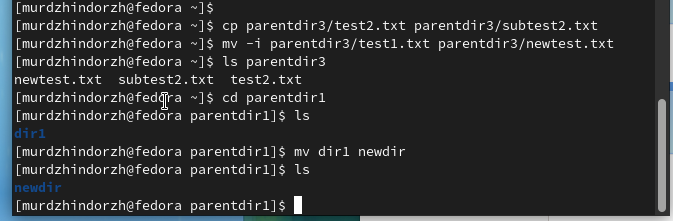 [murdzhindorzh@fedora ~]$
[murdzhindorzh@fedora ~]$ cp parentdir3/test2.txt parentdir3/subtest2.txt
[murdzhindorzh@fedora ~]$ mv -i parentdir3/test1.txt parentdir3/newtest.txt
[murdzhindorzh@fedora ~]$ ls parentdir3
newtest.txt  subtest2.txt  test2.txt
[murdzhindorzh@fedora ~]$ cd parentdir1
[murdzhindorzh@fedora parentdir1]$ ls
dir1
[murdzhindorzh@fedora parentdir1]$ mv dir1 newdir
[murdzhindorzh@fedora parentdir1]$ ls
newdir
[murdzhindorzh@fedora parentdir1]$